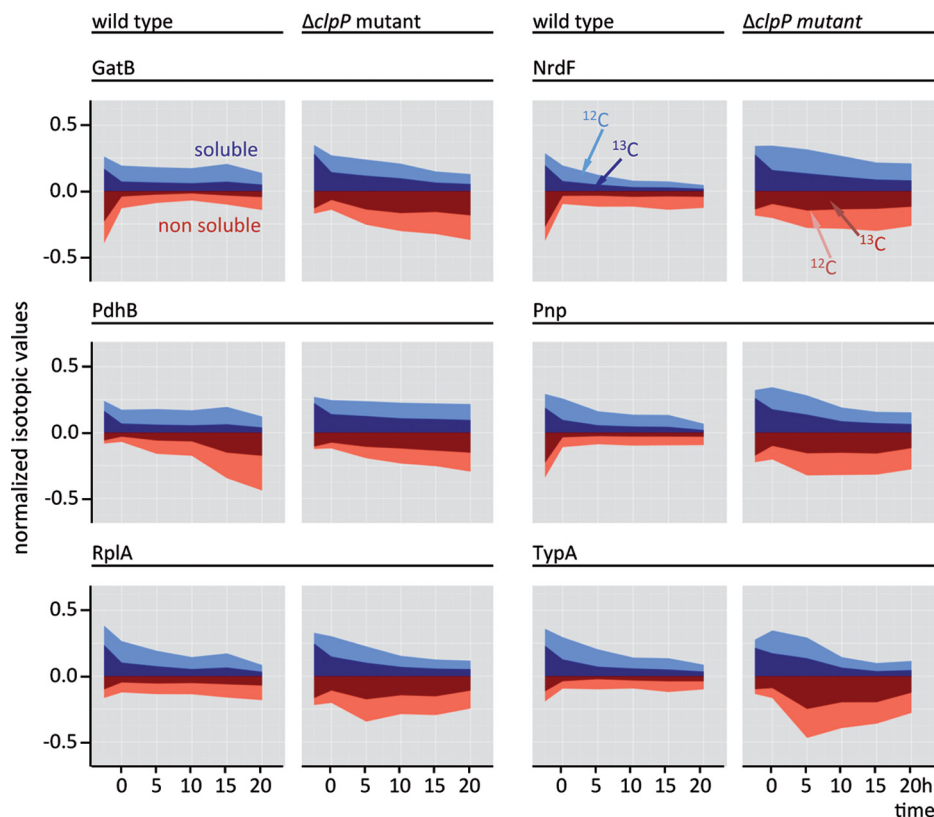 wild type ΔclpP mutant wild type ΔclpP mutant
GatB NrdF
0.5
0.0
-0.5
soluble
non soluble
¹²C
¹³C
¹³C
¹²C
PdhB Pnp
0.5
0.0
-0.5
normalized isotopic values
RplA TypA
0.5
0.0
-0.5
0 5 10 15 20 0 5 10 15 20 0 5 10 15 20 0 5 10 15 20h
time